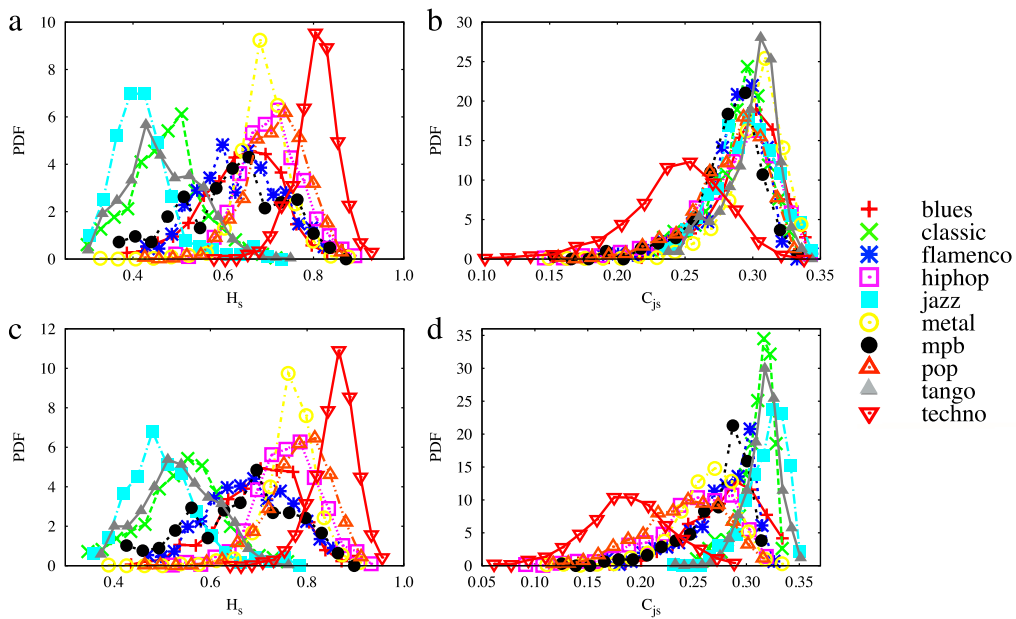 a
10
8
6
4
2
0
PDF
0.4 0.6 0.8 1.0
Hs
b
30
25
20
15
10
5
0
PDF
0.10 0.15 0.20 0.25 0.30 0.35
Cjs
blues
classic
flamenco
hiphop
jazz
metal
mpb
pop
tango
techno
c
12
10
8
6
4
2
0
PDF
0.4 0.6 0.8 1.0
Hs
d
35
30
25
20
15
10
5
0
PDF
0.05 0.10 0.15 0.20 0.25 0.30 0.35
Cjs